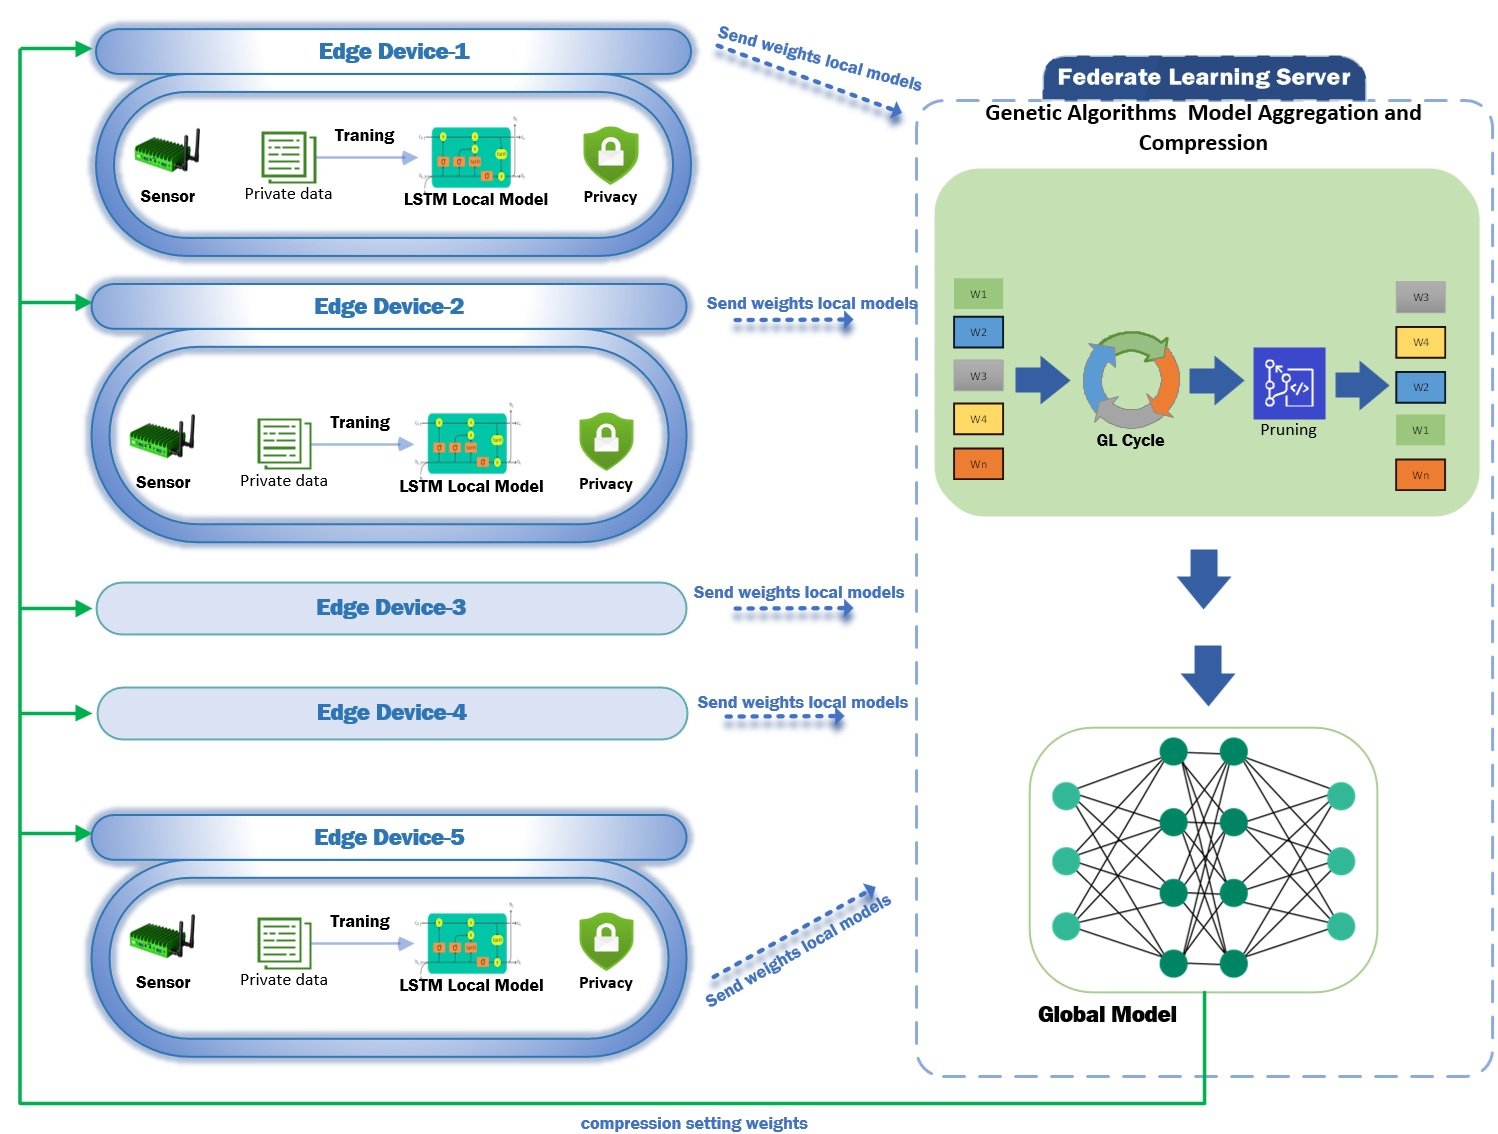 Edge Device-1
Sensor
Private data
Traning
LSTM Local Model
Privacy
Send weights local models
Edge Device-2
Sensor
Private data
Traning
LSTM Local Model
Privacy
Send weights local models
Edge Device-3
Send weights local models
Edge Device-4
Send weights local models
Edge Device-5
Sensor
Private data
Traning
LSTM Local Model
Privacy
Send weights local models
Federate Learning Server
Genetic Algorithms Model Aggregation and
Compression
W1
W2
W3
W4
Wn
GL Cycle
Pruning
W3
W4
W2
W1
Wn
Global Model
compression setting weights